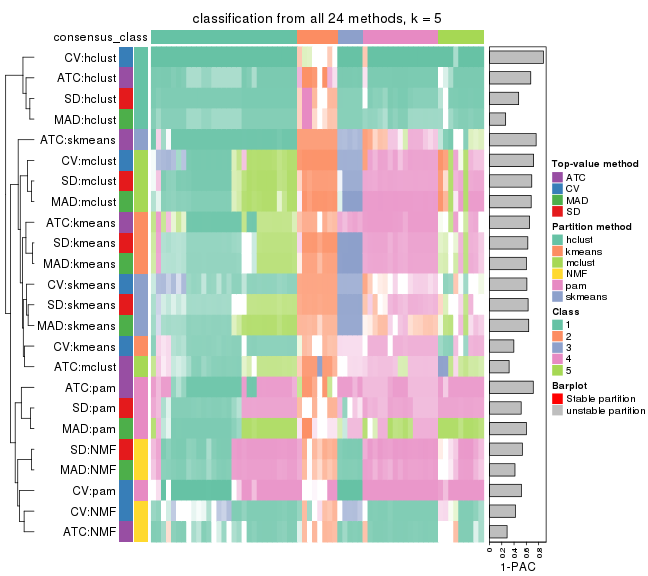 classification from all 24 methods, k = 5
consensus_class
CV:hclust
ATC:hclust
SD:hclust
MAD:hclust
ATC:skmeans
CV:mclust
SD:mclust
MAD:mclust
ATC:kmeans
SD:kmeans
MAD:kmeans
CV:skmeans
SD:skmeans
MAD:skmeans
CV:kmeans
ATC:mclust
ATC:pam
SD:pam
MAD:pam
SD:NMF
MAD:NMF
CV:pam
CV:NMF
ATC:NMF
0
0.2
0.4
0.6
0.8
1-PAC
Top-value method
ATC
CV
MAD
SD
Partition method
hclust
kmeans
mclust
NMF
pam
skmeans
Class
1
2
3
4
5
Barplot
Stable partition
unstable partition